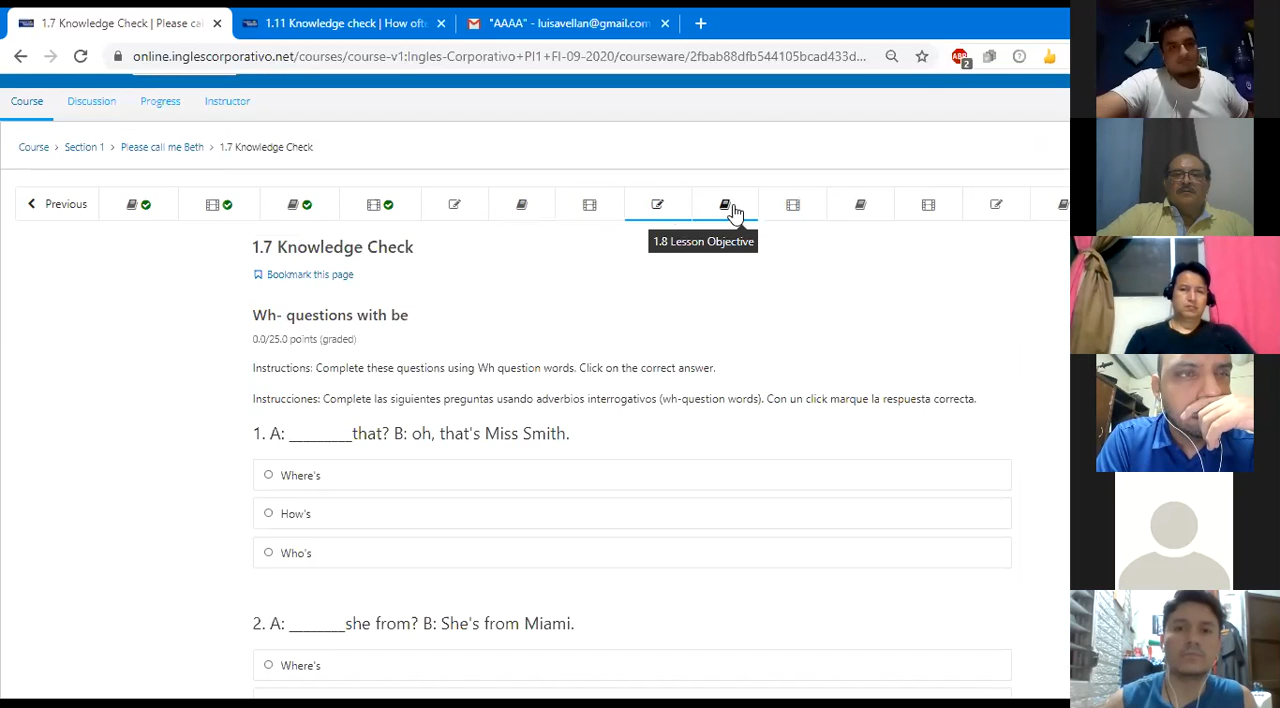 1.7 Knowledge Check | Please cal
1.11 Knowledge check | How oft
"AAAA" - luisavellan@gmail.com
online.inglescorporativo.net/courses/course-v1:Ingles-Corporativo+PI1+FI-09-2020/courseware/2fbab88dfb544105bcad433d...
ABP
2
Course
Discussion
Progress
Instructor
Course > Section 1 > Please call me Beth > 1.7 Knowledge Check
Previous
1.8 Lesson Objective
1.7 Knowledge Check
Bookmark this page
Wh- questions with be
0.0/25.0 points (graded)
Instructions: Complete these questions using Wh question words. Click on the correct answer.
Instrucciones: Complete las siguientes preguntas usando adverbios interrogativos (wh-question words). Con un click marque la respuesta correcta.
1. A: ________that? B: oh, that's Miss Smith.
Where's
How's
Who's
2. A: _______she from? B: She's from Miami.
Where's